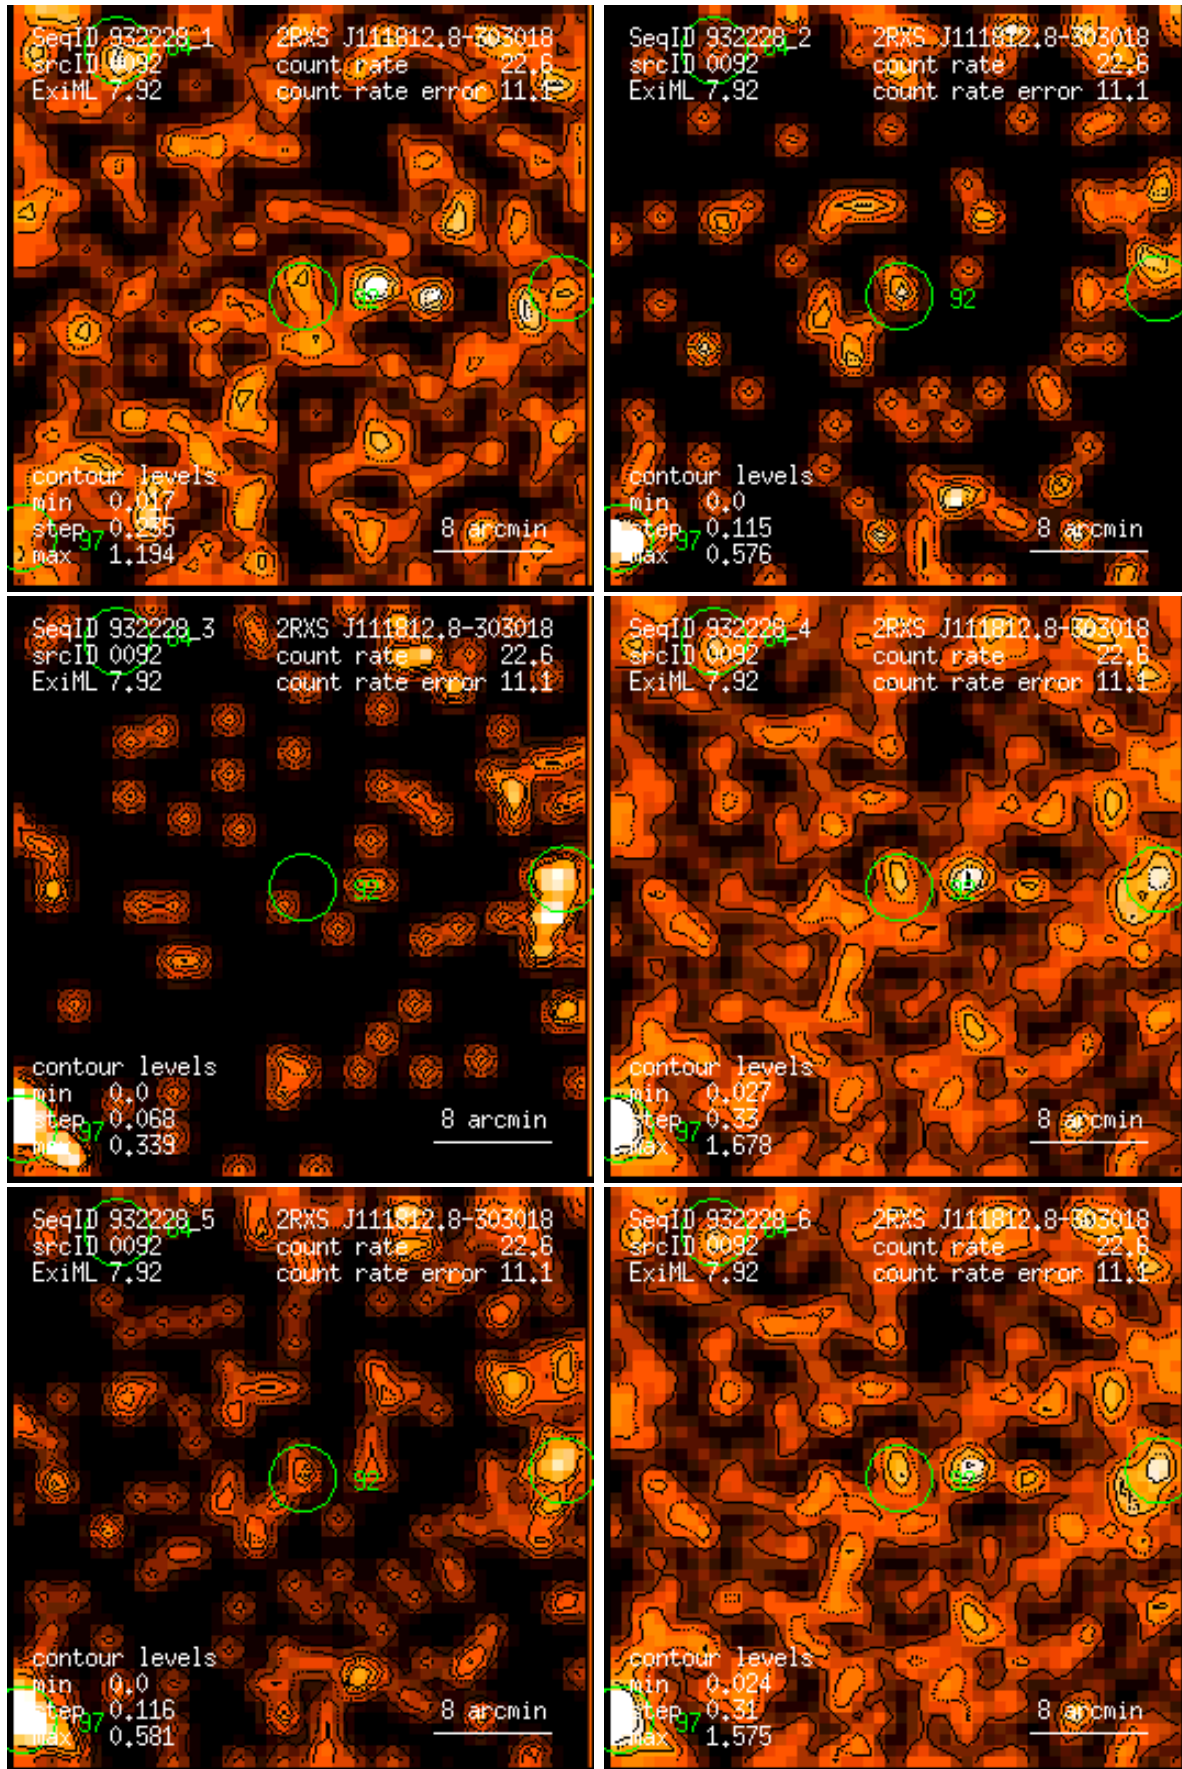 SeqID 932228_1 2RXS J111812.8-303018
srcID 0092 64 count rate 22.6
ExiML 7.92 count rate error 11.1
92
contour levels
min 0.017
step 0.235 8 arcmin
97
max 1.194
SeqID 932228_2 2RXS J111812.8-303018
srcID 0092 64 count rate 22.6
ExiML 7.92 count rate error 11.1
92
contour levels
min 0.0
step 0.115 8 arcmin
97
max 0.576
SeqID 932228_3 2RXS J111812.8-303018
srcID 0092 64 count rate 22.6
ExiML 7.92 count rate error 11.1
92
contour levels
min 0.0
step 0.068 8 arcmin
97
max 0.339
SeqID 932228_4 2RXS J111812.8-303018
srcID 0092 64 count rate 22.6
ExiML 7.92 count rate error 11.1
92
contour levels
min 0.027
step 0.33 8 arcmin
97
max 1.678
SeqID 932228_5 2RXS J111812.8-303018
srcID 0092 64 count rate 22.6
ExiML 7.92 count rate error 11.1
92
contour levels
min 0.0
step 0.116 8 arcmin
97
max 0.581
SeqID 932228_6 2RXS J111812.8-303018
srcID 0092 64 count rate 22.6
ExiML 7.92 count rate error 11.1
92
contour levels
min 0.024
step 0.31 8 arcmin
97
max 1.575